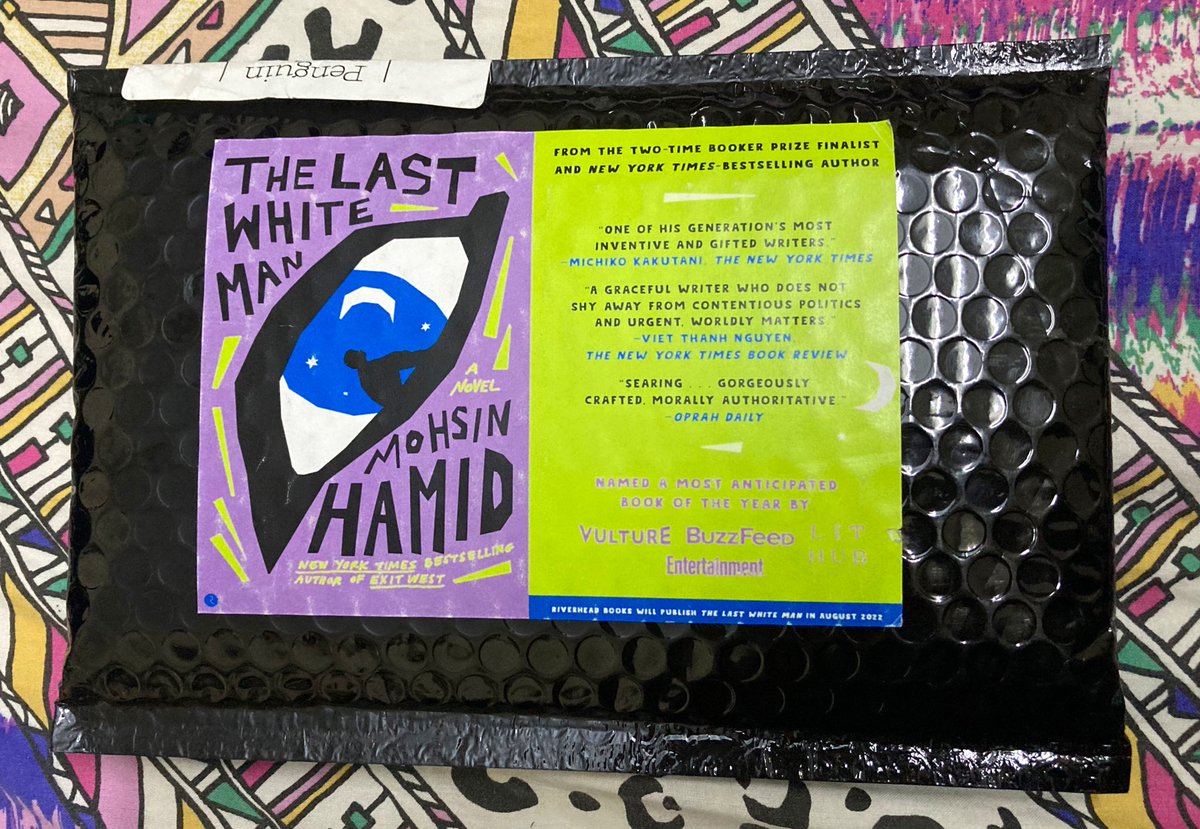 | Penguin |
THE LAST
WHITE
MAN
A
NOVEL
MOHSIN
HAMID
NEW YORK TIMES BESTSELLING
AUTHOR OF EXIT WEST
FROM THE TWO-TIME BOOKER PRIZE FINALIST
AND NEW YORK TIMES-BESTSELLING AUTHOR
"ONE OF HIS GENERATION'S MOST
INVENTIVE AND GIFTED WRITERS."
–MICHIKO KAKUTANI, THE NEW YORK TIMES
"A GRACEFUL WRITER WHO DOES NOT
SHY AWAY FROM CONTENTIOUS POLITICS
AND URGENT, WORLDLY MATTERS."
–VIET THANH NGUYEN,
THE NEW YORK TIMES BOOK REVIEW
"SEARING . . . GORGEOUSLY
CRAFTED, MORALLY AUTHORITATIVE."
–OPRAH DAILY
NAMED A MOST ANTICIPATED
BOOK OF THE YEAR BY
VULTURE BuzzFeed LIT
HUB
Entertainment
RIVERHEAD BOOKS WILL PUBLISH THE LAST WHITE MAN IN AUGUST 2022